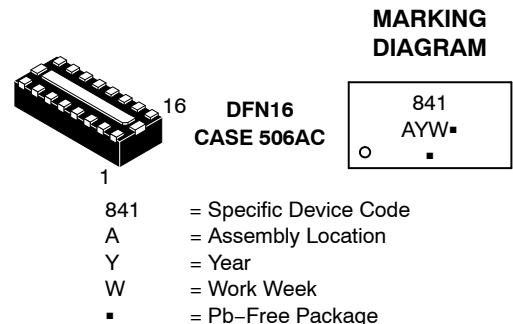 MARKING
DIAGRAM
16
DFN16
CASE 506AC
1
841
AYW▪
▪
841 = Specific Device Code
A = Assembly Location
Y = Year
W = Work Week
▪ = Pb−Free Package